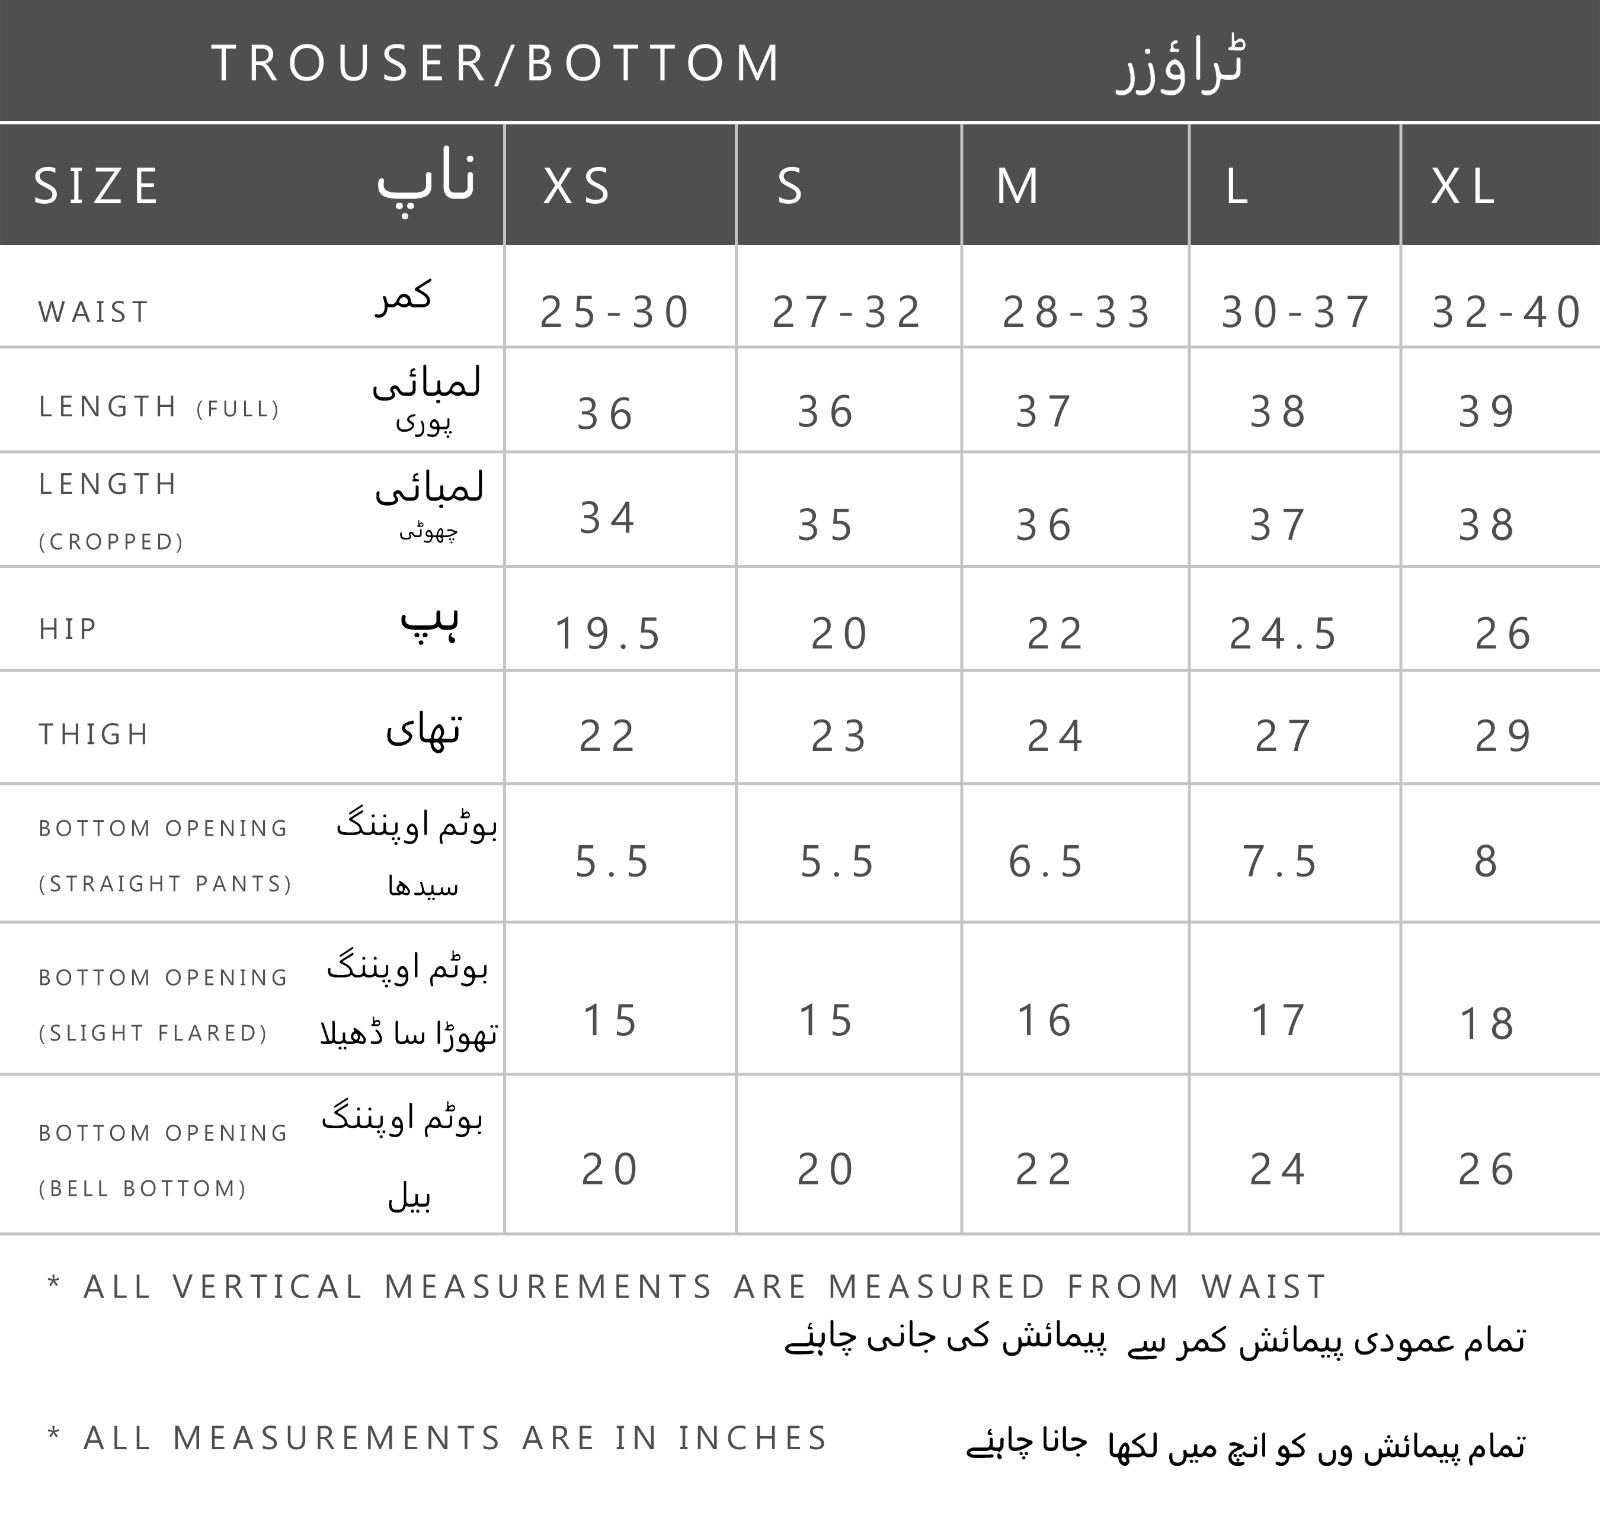 TROUSER/BOTTOM ٹراؤزر
SIZE ناپ XS S M L XL
WAIST کمر 25-30 27-32 28-33 30-37 32-40
LENGTH (FULL) لمبائی 36 36 37 38 39
پوری
LENGTH لمبائی 34 35 36 37 38
(CROPPED) چھوٹی
HIP ہپ 19.5 20 22 24.5 26
THIGH تھای 22 23 24 27 29
BOTTOM OPENING بوٹم اوپننگ 5.5 5.5 6.5 7.5 8
(STRAIGHT PANTS) سیدھا
BOTTOM OPENING بوٹم اوپننگ 15 15 16 17 18
(SLIGHT FLARED) تھوڑا سا ڈھیلا
BOTTOM OPENING بوٹم اوپننگ 20 20 22 24 26
(BELL BOTTOM) بیل
* ALL VERTICAL MEASUREMENTS ARE MEASURED FROM WAIST
تمام عمودی پیمائش کمر سے پیمائش کی جانی چاہئے
* ALL MEASUREMENTS ARE IN INCHES تمام پیمائش وں کو انچ میں لکھا جانا چاہئے